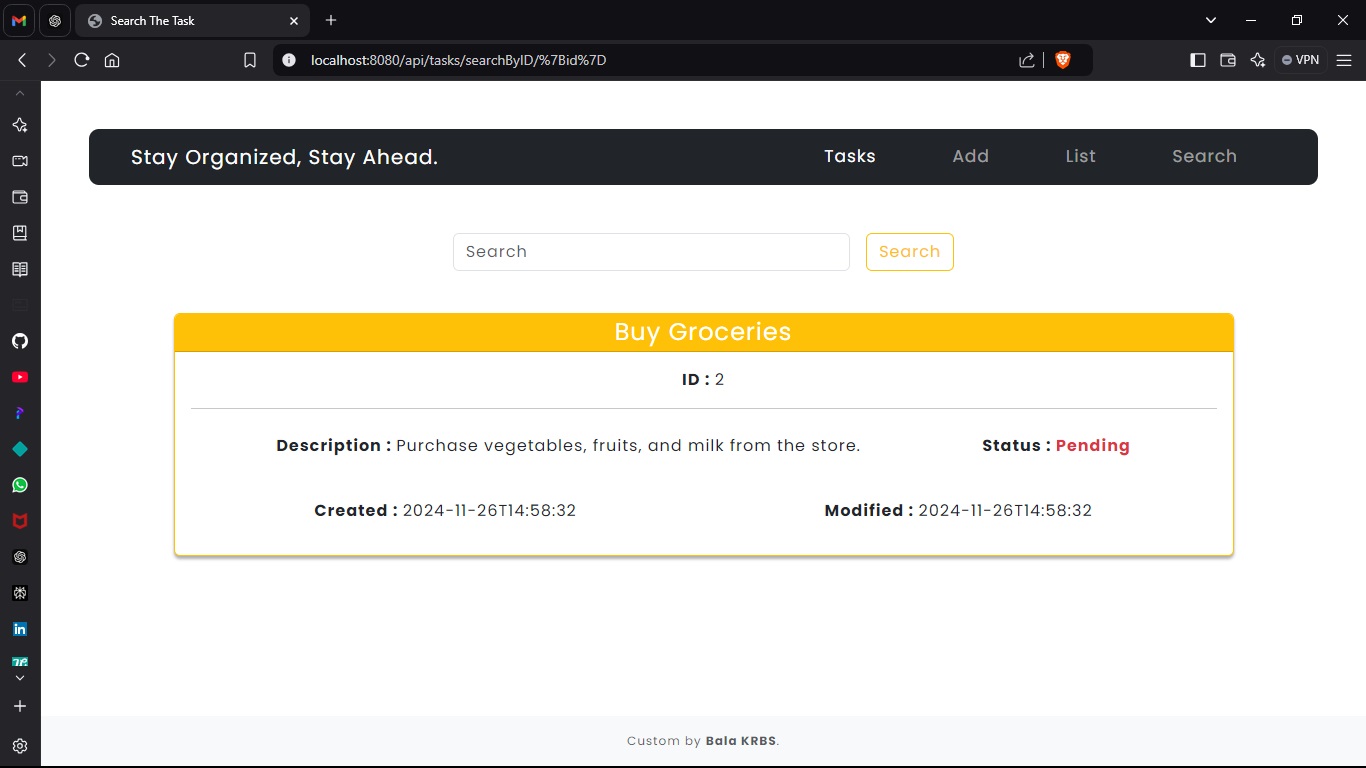 Search The Task
localhost:8080/api/tasks/searchByID/%7Bid%7D
VPN
Stay Organized, Stay Ahead.
Tasks
Add
List
Search
Search
Search
Buy Groceries
ID : 2
Description : Purchase vegetables, fruits, and milk from the store.
Status : Pending
Created : 2024-11-26T14:58:32
Modified : 2024-11-26T14:58:32
Custom by Bala KRBS.